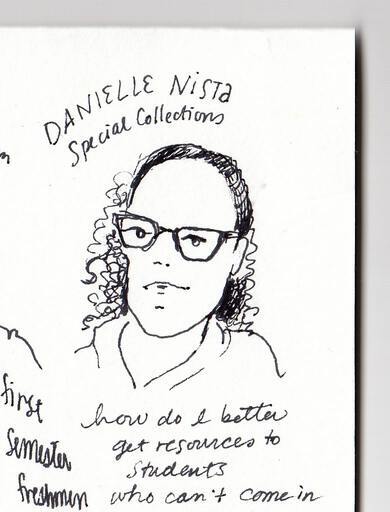 DANIELLE NISTA
Special Collections
first
semester
freshmen
how do I better
get resources to
students
who can't come in